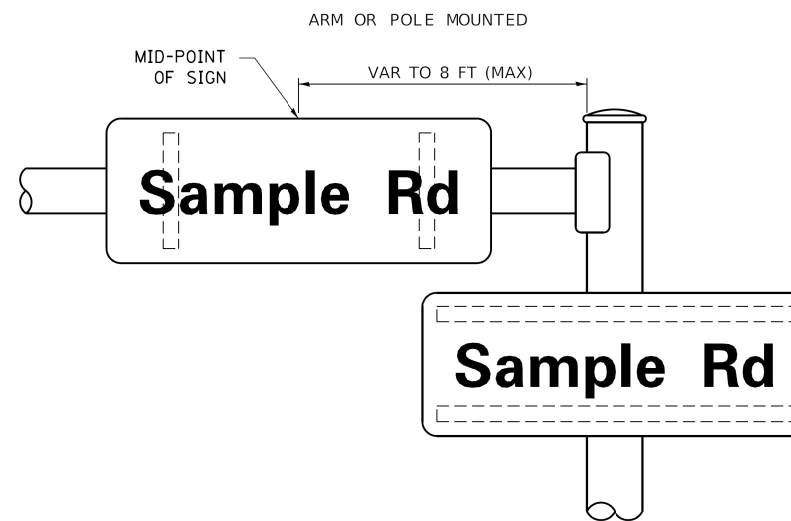 ARM OR POLE MOUNTED
MID-POINT
OF SIGN
VAR TO 8 FT (MAX)
Sample Rd
Sample Rd